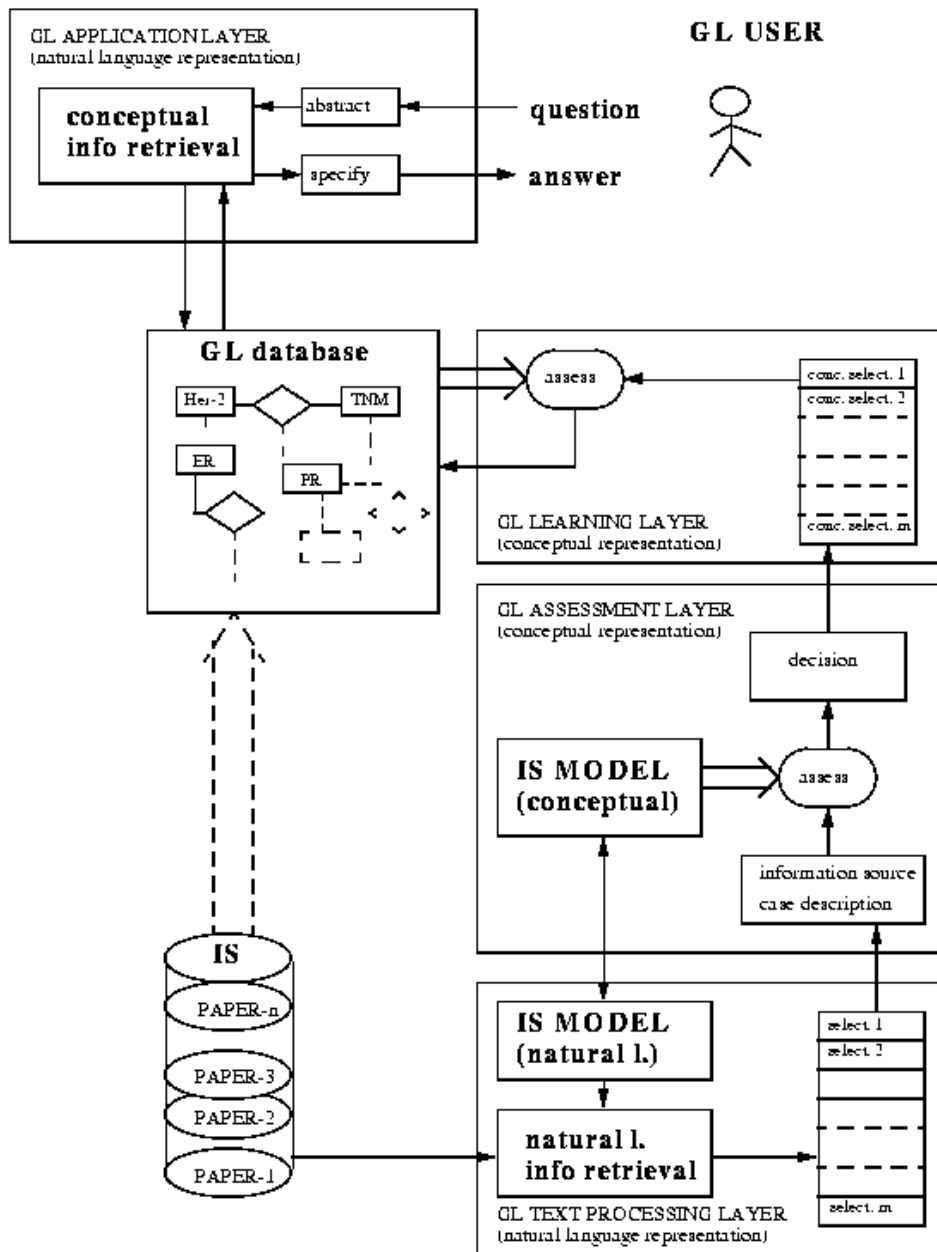 GL APPLICATION LAYER
(natural language representation)
GL USER
conceptual
info retrieval
abstract
question
specify
answer
GL database
Her-2
TNM
ER
PR
assess
conc. select. 1
conc. select. 2
conc. select. m
GL LEARNING LAYER
(conceptual representation)
GL ASSESSMENT LAYER
(conceptual representation)
decision
IS MODEL
(conceptual)
assess
information source
case description
IS
PAPER-n
PAPER-3
PAPER-2
PAPER-1
IS MODEL
(natural l.)
natural l.
info retrieval
select. 1
select. 2
select. m
GL TEXT PROCESSING LAYER
(natural language representation)